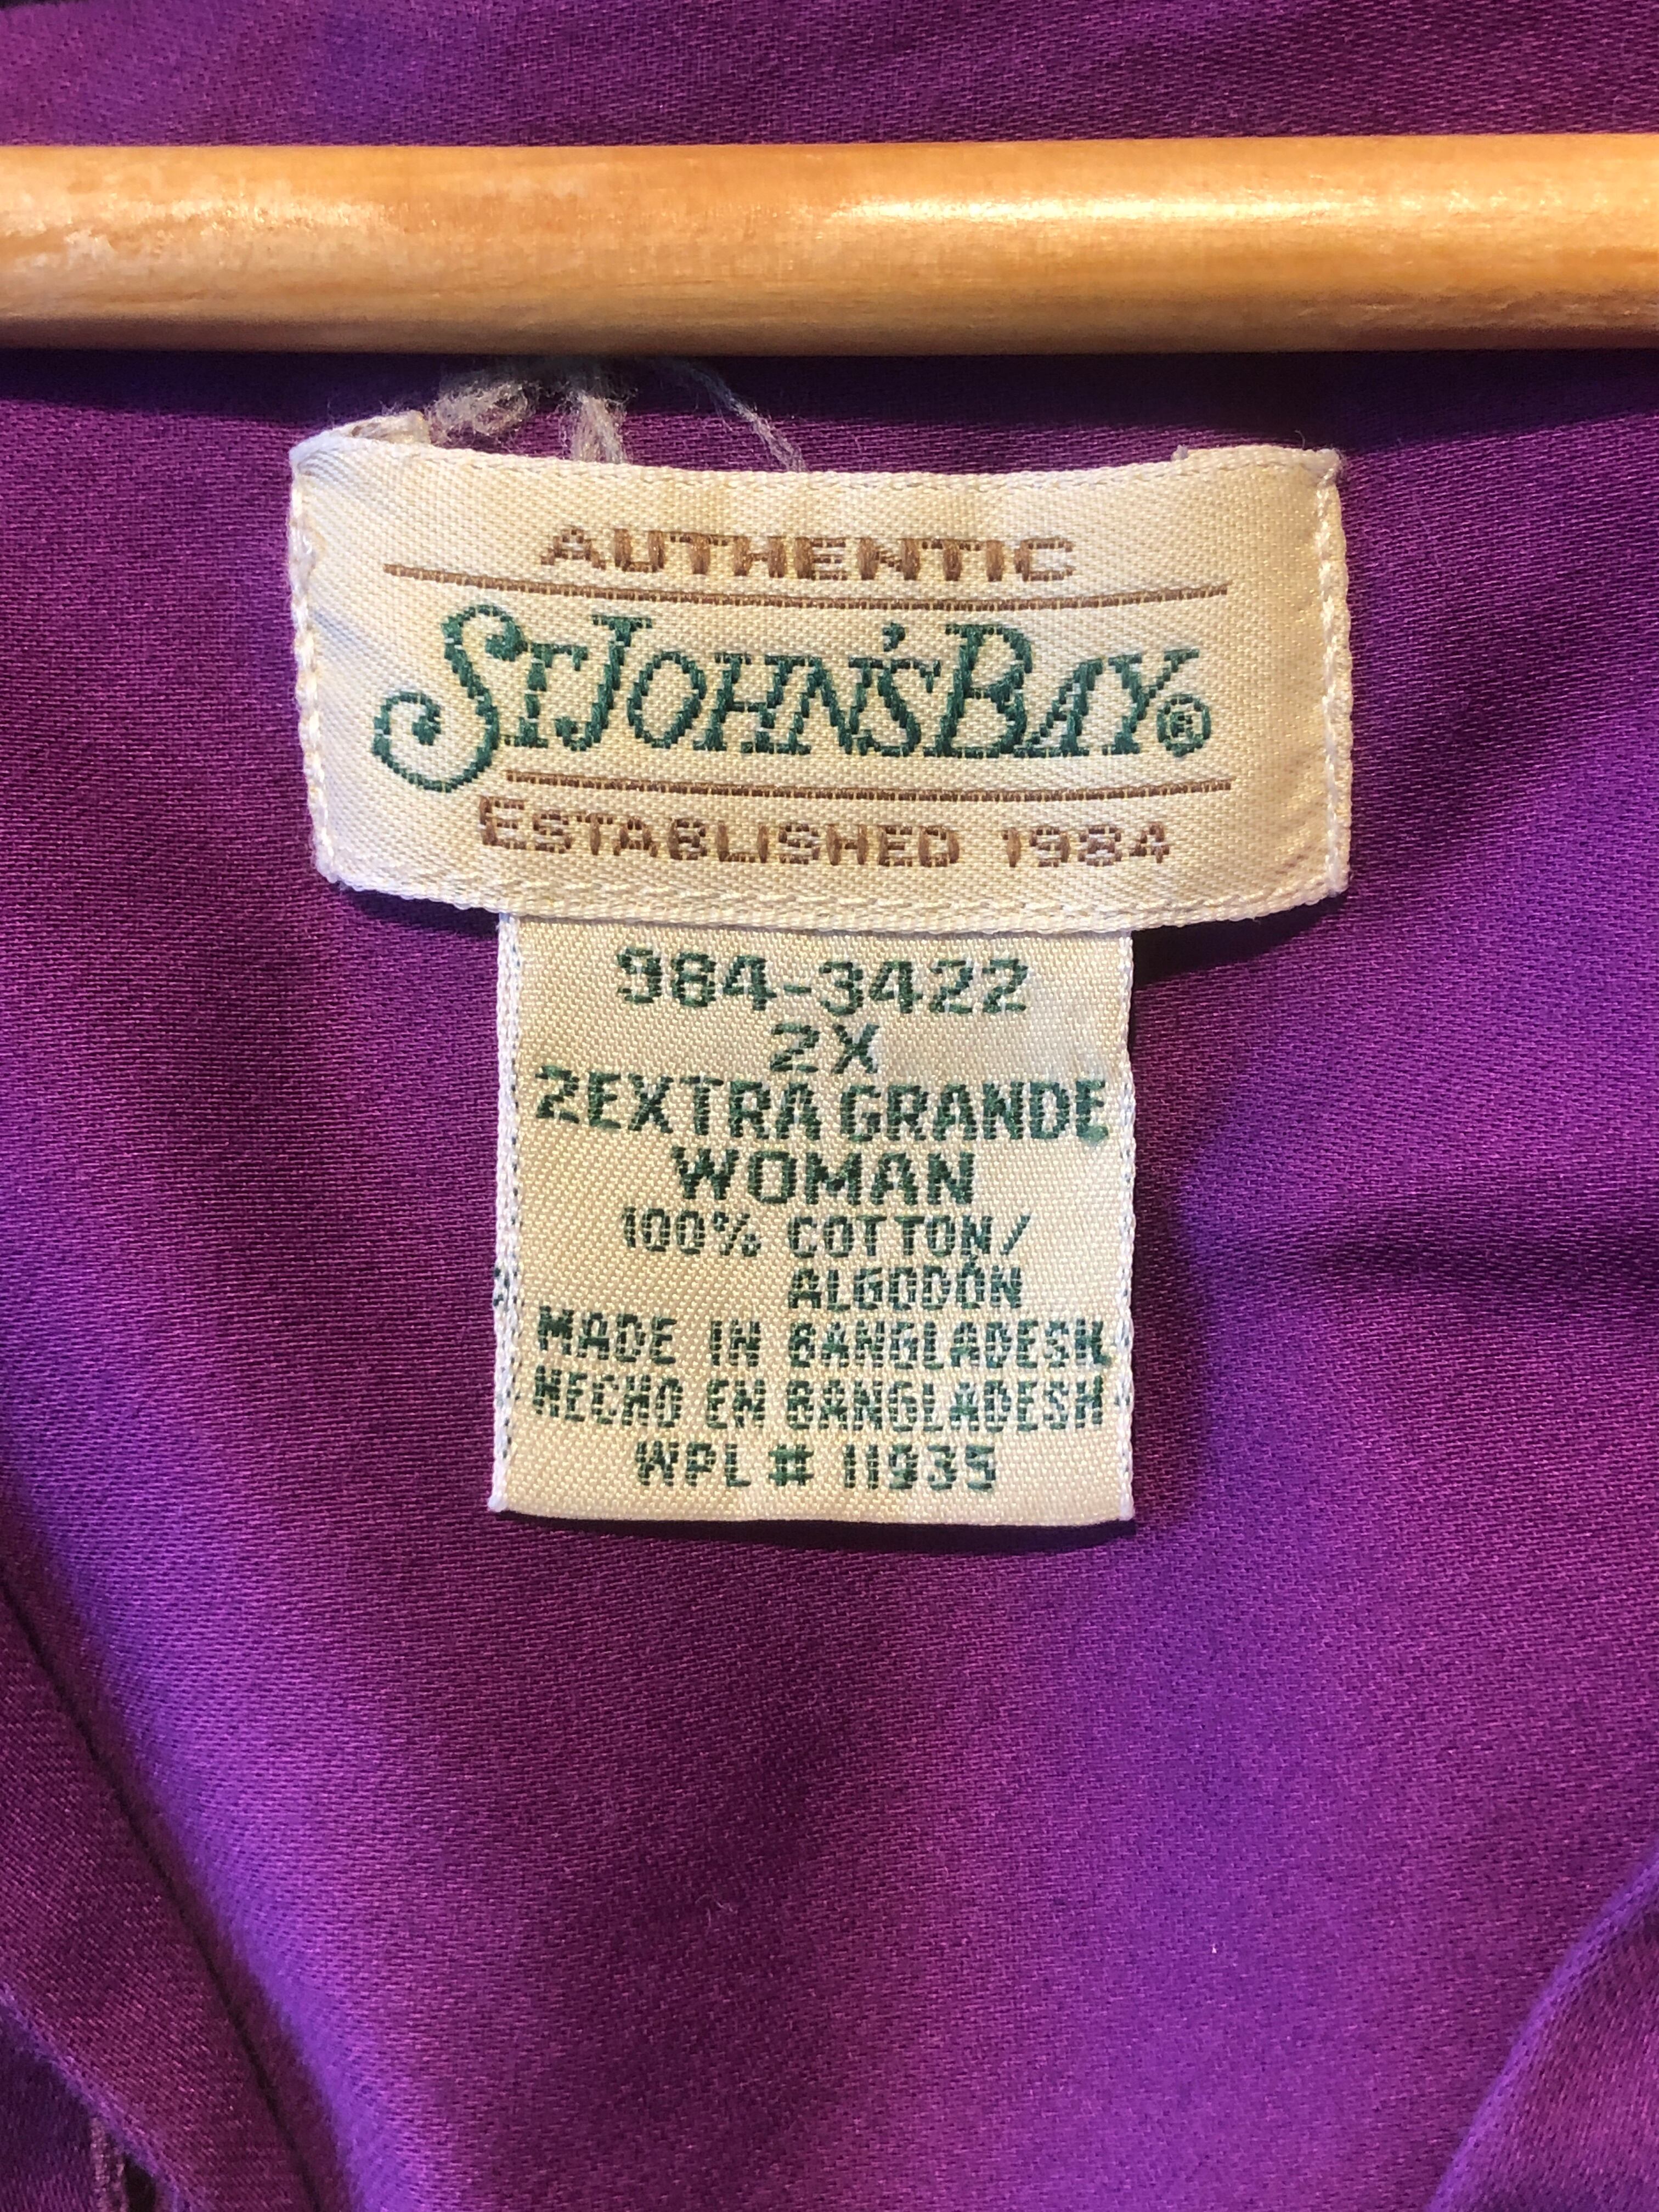 AUTHENTIC
ST JOHN'S BAY®
ESTABLISHED 1984
984-3422
2X
2EXTRA GRANDE
WOMAN
100% COTTON/
ALGODÓN
MADE IN BANGLADESH
HECHO EN BANGLADESH
WPL # 11935